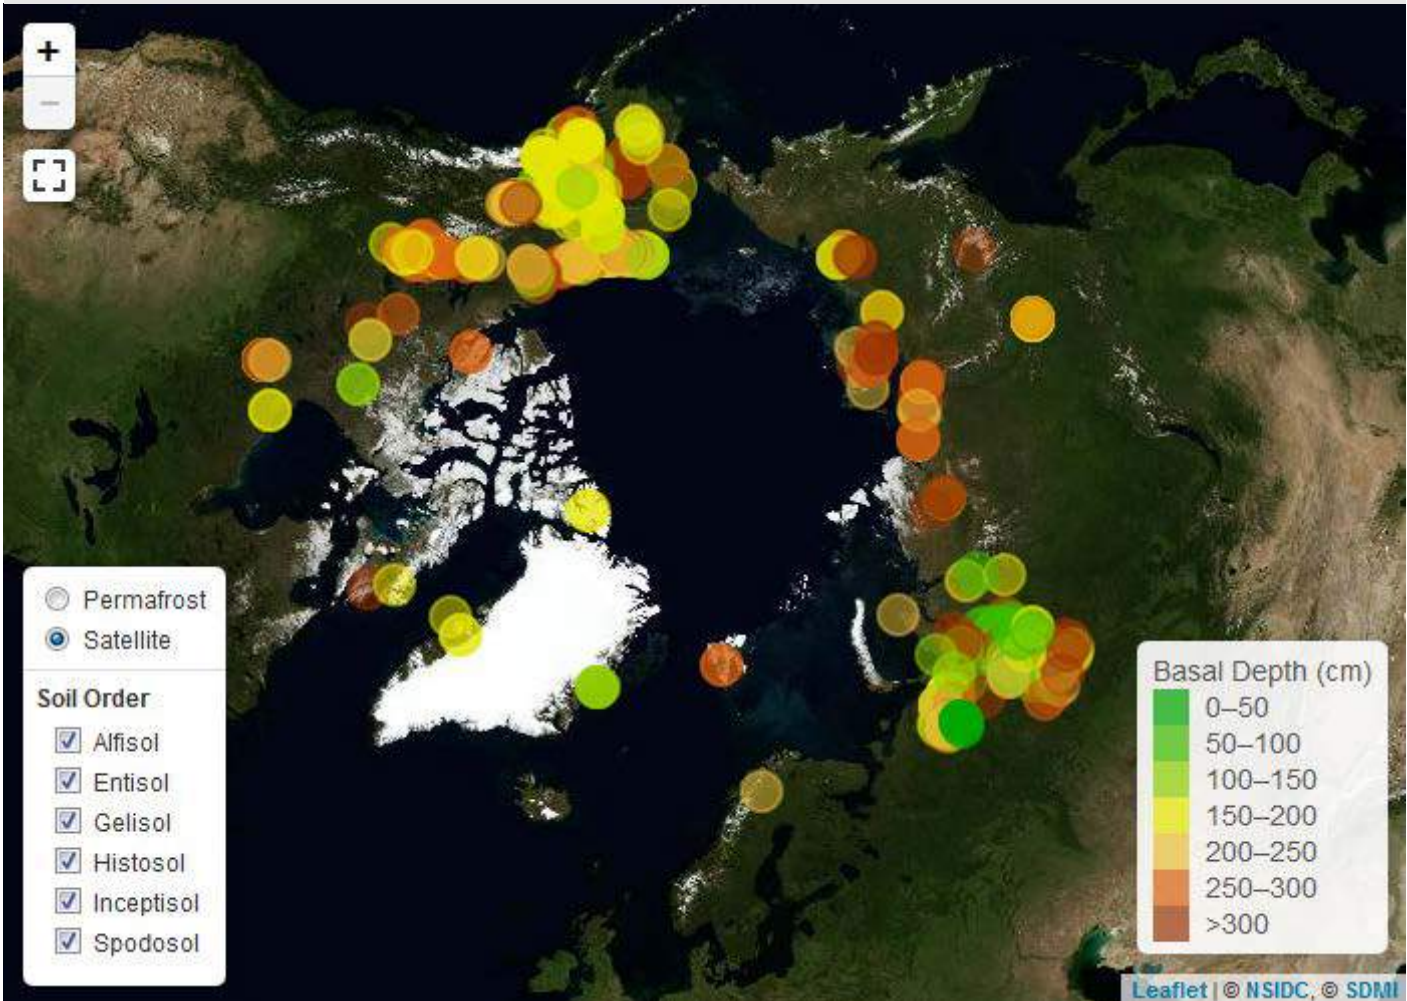 +
−
Permafrost
Satellite
Soil Order
Alfisol
Entisol
Gelisol
Histosol
Inceptisol
Spodosol
Basal Depth (cm)
0–50
50–100
100–150
150–200
200–250
250–300
>300
Leaflet | © NSIDC, © SDMI